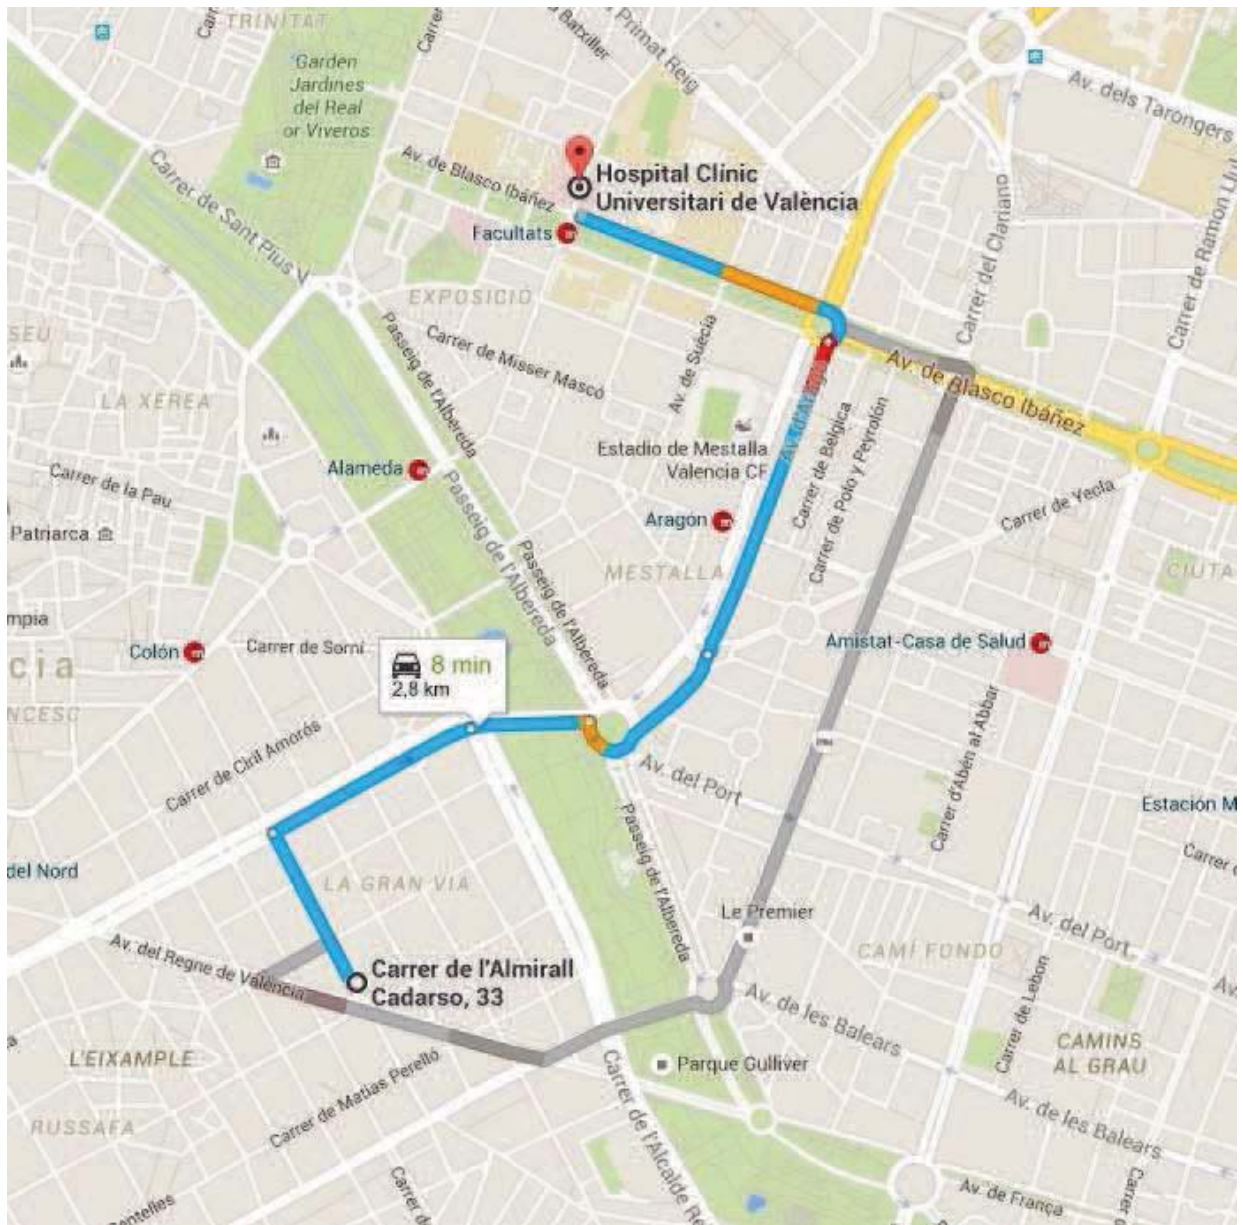 TRINITAT
Garden
Jardines
del Real
or Viveros
Primat Reig
Av. dels Tarongers
Carrer de Sant Pius V
Av. de Blasco Ibáñez
Hospital Clínic
Universitari de València
Facultats
Carrer del Clariano
Carrer de Ramon Llul
EXPOSICIÓ
Passeig de l'Albereda
Carrer de Misser Mascó
Av. de Suècia
Av. de Blasco Ibáñez
SEU
LA XEREA
Estadio de Mestalla
Valencia CF
Carrer de Bèlgica
Carrer de Polo y Peyrolón
Alameda
Carrer de la Pau
Passeig de l'Albereda
Aragón
Carrer de Yecla
Patriarca
Passeig de l'Albereda
MESTALLA
CIUTA
mpia
Colón
Carrer de Sorní
cia
8 min
2,8 km
Amistat-Casa de Salud
NCESC
Carrer de Ciril Amorós
Av. del Port
Carrer d'Abén al Abbar
Estación M
Passeig de l'Albereda
del Nord
LA GRAN VIA
Carrer d
Le Premier
Av. del Port
CAMÍ FONDO
Av. del Regne de València
Carrer de l'Almirall
Cadarso, 33
Av. de les Balears
Carrer de Lebon
L'EIXAMPLE
Parque Gulliver
CAMINS
AL GRAU
Carrer de Matias Perelló
Av. de les Balears
RUSSAFA
Carrer de l'Alcalde Re
Av. de França